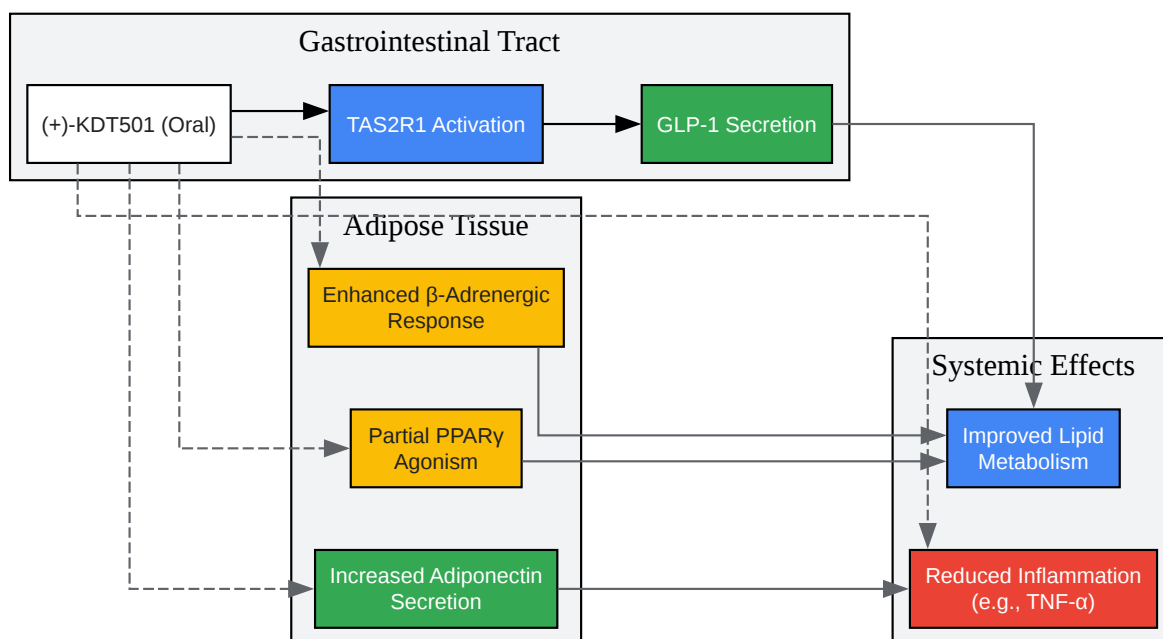 Gastrointestinal Tract
(+)-KDT501 (Oral)
TAS2R1 Activation
GLP-1 Secretion
Adipose Tissue
Enhanced β-Adrenergic
Response
Systemic Effects
Partial PPARγ
Agonism
Improved Lipid
Metabolism
Increased Adiponectin
Secretion
Reduced Inflammation
(e.g., TNF-α)